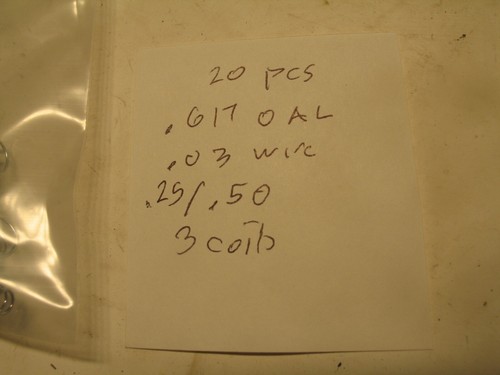 20 pcs
.617 OAL
.03 wire
.25/.50
3 coils